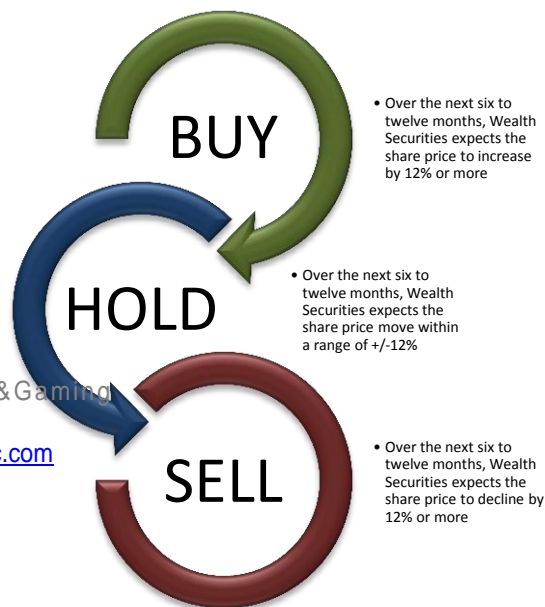 BUY
• Over the next six to
twelve months, Wealth
Securities expects the
share price to increase
by 12% or more
HOLD
• Over the next six to
twelve months, Wealth
Securities expects the
share price move within
a range of +/-12%
&Gaming
c.com
SELL
• Over the next six to
twelve months, Wealth
Securities expects the
share price to decline by
12% or more